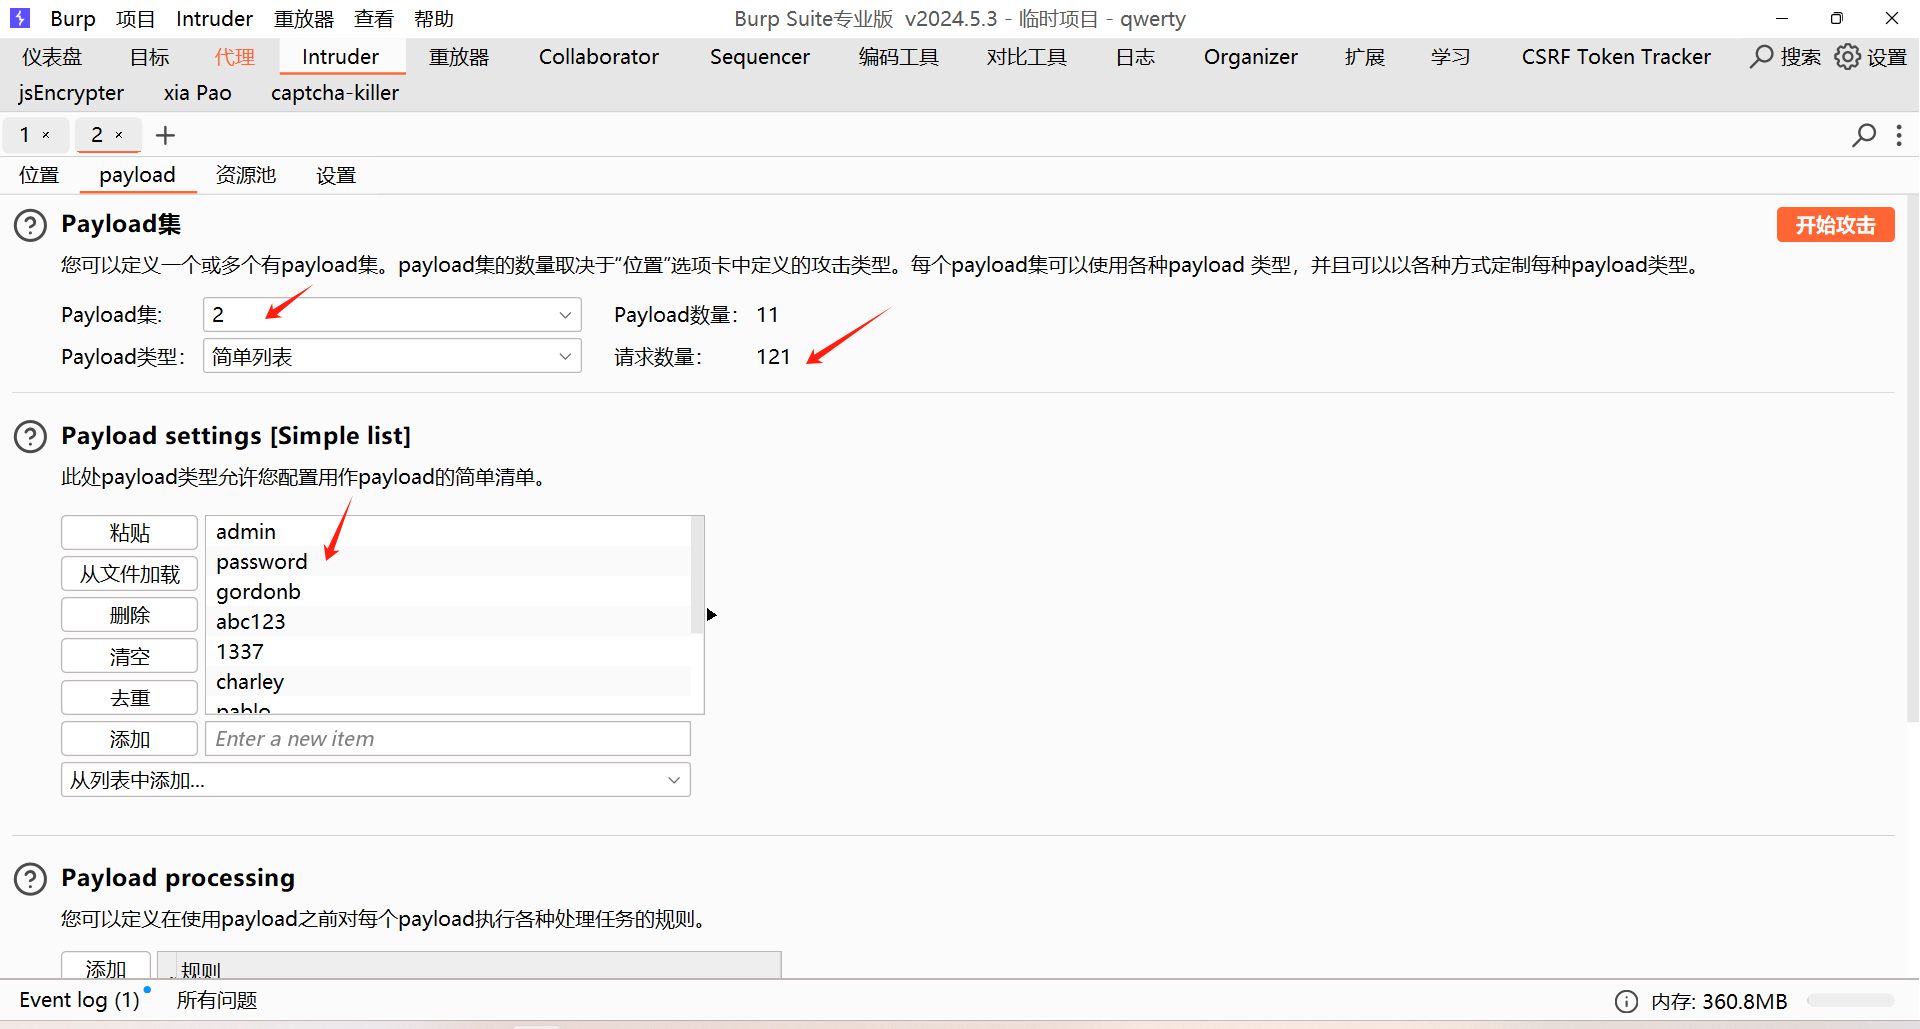 Burp 项目 Intruder 重放器 查看 帮助 Burp Suite专业版 v2024.5.3 - 临时项目 - qwerty
仪表盘 目标 代理 Intruder 重放器 Collaborator Sequencer 编码工具 对比工具 日志 Organizer 扩展 学习 CSRF Token Tracker 搜索 设置
jsEncrypter xia Pao captcha-killer
1 × 2 × +
位置 payload 资源池 设置
Payload集 开始攻击
您可以定义一个或多个有payload集。payload集的数量取决于“位置”选项卡中定义的攻击类型。每个payload集可以使用各种payload 类型，并且可以以各种方式定制每种payload类型。
Payload集: 2 Payload数量: 11
Payload类型: 简单列表 请求数量: 121
Payload settings [Simple list]
此处payload类型允许您配置用作payload的简单清单。
粘贴
从文件加载
删除
清空
去重
admin
password
gordonb
abc123
1337
charley
pablo
添加 Enter a new item
从列表中添加...
Payload processing
您可以定义在使用payload之前对每个payload执行各种处理任务的规则。
添加 规则
Event log (1) 所有问题 内存: 360.8MB